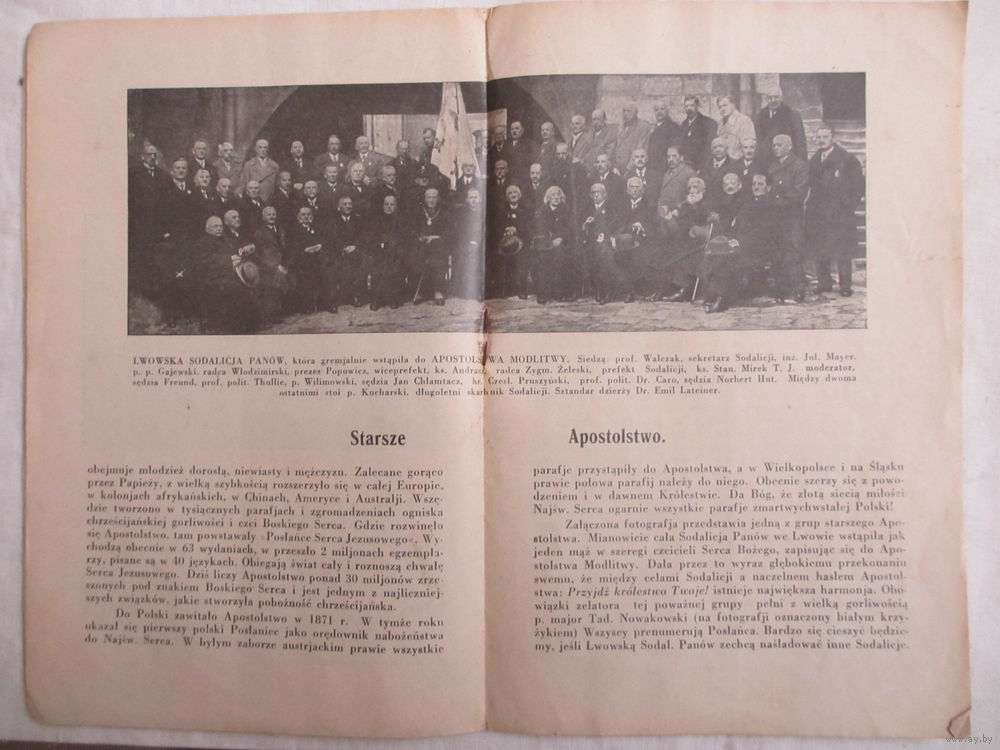 LWOWSKA SODALICJA PANÓW, która gremjalnie wstąpiła do APOSTOLSTWA MODLITWY. Siedzą: prof. Walczak, sekretarz Sodalicji, inż. Jul. Mayer,
p. p. Gajewski, radca Włodzimirski, prezes Popowicz, wiceprefekt, ks. Andrasz, radca Zygm. Żeleski, prefekt Sodalicji, ks. Stan. Mirek T. J. moderator,
sędzia Freund, prof. polit. Thullie, p. Wilimowski, sędzia Jan Chlamtacz, hr. Czesł. Pruszyński, prof. polit. Dr. Caro, sędzia Norbert Hut. Między dwoma
ostatnimi stoi p. Kucharski, długoletni skarbnik Sodalicji. Sztandar dzierży Dr. Emil Lateiner.
Starsze Apostolstwo.
obejmuje młodzież dorosłą, niewiasty i mężczyzn. Zalecane gorąco
przez Papieży, z wielką szybkością rozszerzyło się w całej Europie,
w kolonjach afrykańskich, w Chinach, Ameryce i Australji. Wszę-
dzie tworzono w tysiącznych parafjach i zgromadzeniach ogniska
chrześcijańskiej gorliwości i czci Boskiego Serca. Gdzie rozwinęło
się Apostolstwo, tam powstawały »Posłańce Serca Jezusowego«. Wy-
chodzą obecnie w 63 wydaniach, w przeszło 2 miljonach egzempla-
rzy, pisane są w 40 językach. Obiegają świat cały i roznoszą chwałę
Serca Jezusowego. Dziś liczy Apostolstwo ponad 30 miljonów zrze-
szonych pod znakiem Boskiego Serca i jest jednym z najliczniej-
szych związków, jakie stworzyła pobożność chrześcijańska.
Do Polski zawitało Apostolstwo w 1871 r. W tymże roku
ukazał się pierwszy polski Posłaniec jako orędownik nabożeństwa
do Najśw. Serca. W byłym zaborze austrjackim prawie wszystkie
parafje przystąpiły do Apostolstwa, a w Wielkopolsce i na Śląsku
prawie połowa parafij należy do niego. Obecnie szerzy się z powo-
dzeniem i w dawnem Królestwie. Da Bóg, że złotą siecią miłości
Najśw. Serca ogarnie wszystkie parafje zmartwychwstałej Polski!
Załączona fotografja przedstawia jedną z grup starszego Apo-
stolstwa. Mianowicie cała Sodalicja Panów we Lwowie wstąpiła jak
jeden mąż w szeregi czcicieli Serca Bożego, zapisując się do Apo-
stolstwa Modlitwy. Dała przez to wyraz głębokiemu przekonaniu
swemu, że między celami Sodalicji a naczelnem hasłem Apostol-
stwa: Przyjdź królestwo Twoje! istnieje największa harmonja. Obo-
wiązki zelatora tej poważnej grupy pełni z wielką gorliwością
p. major Tad. Nowakowski (na fotografji oznaczony białym krzy-
żykiem) Wszyscy prenumerują Posłańca. Bardzo się cieszyć będzie-
my, jeśli Lwowską Sodal. Panów zechcą naśladować inne Sodalicje.
www.ay.by